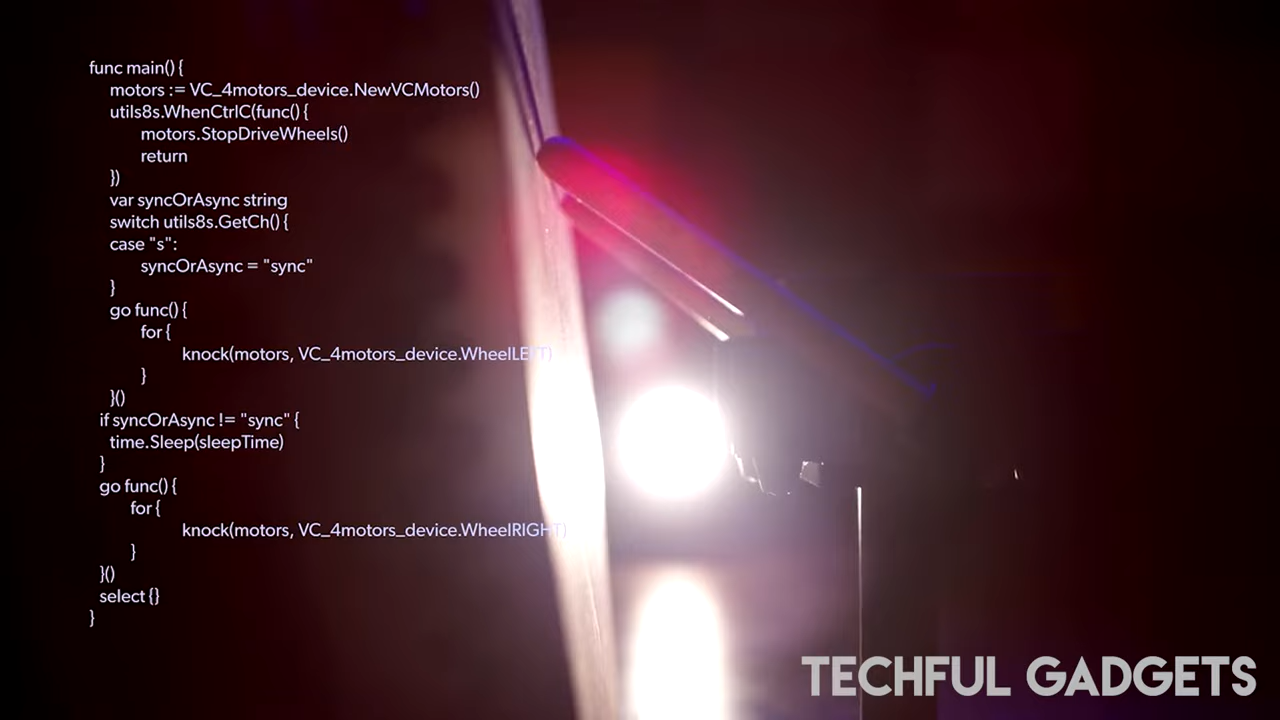 func main() {
motors := VC_4motors_device.NewVCMotors()
utils8s.WhenCtrlC(func() {
motors.StopDriveWheels()
return
})
var syncOrAsync string
switch utils8s.GetCh() {
case "s":
syncOrAsync = "sync"
}
go func() {
for {
knock(motors, VC_4motors_device.WheelLEFT)
}
}()
if syncOrAsync != "sync" {
time.Sleep(sleepTime)
}
go func() {
for {
knock(motors, VC_4motors_device.WheelRIGHT)
}
}()
select {}
}
TECHFUL GADGETS